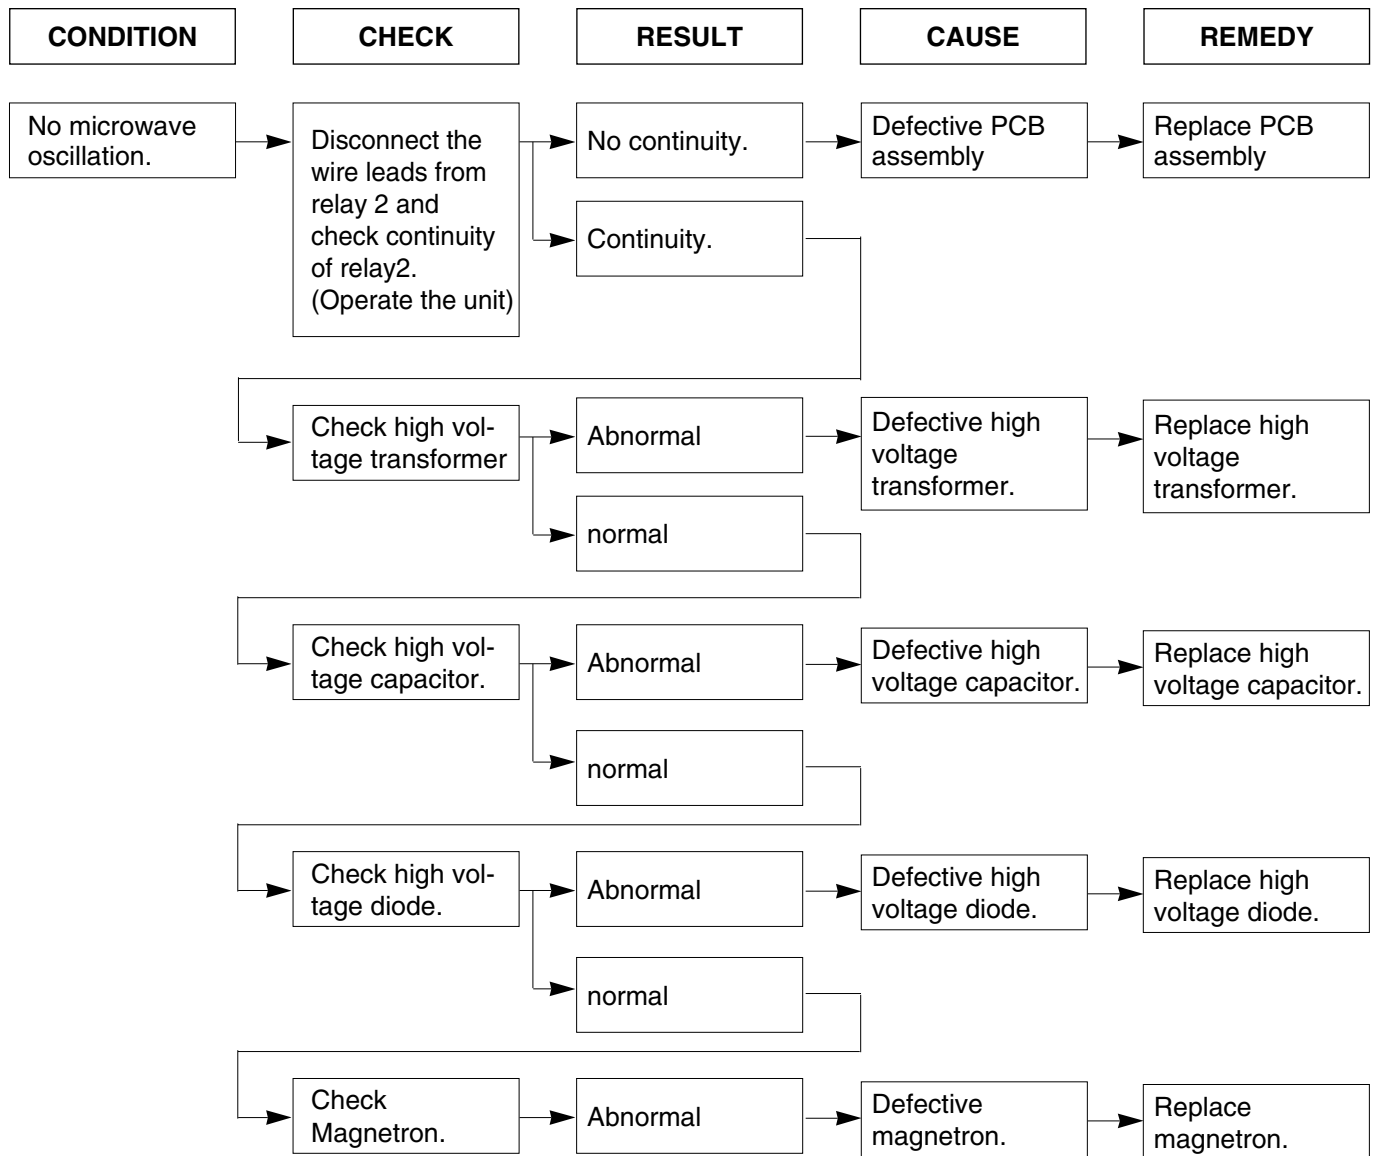 CONDITION
CHECK
RESULT
CAUSE
REMEDY
No microwave
oscillation.
Disconnect the
wire leads from
relay 2 and
check continuity
of relay2.
(Operate the unit)
No continuity.
Defective PCB
assembly
Replace PCB
assembly
Continuity.
Check high vol-
tage transformer
Abnormal
Defective high
voltage
transformer.
Replace high
voltage
transformer.
normal
Check high vol-
tage capacitor.
Abnormal
Defective high
voltage capacitor.
Replace high
voltage capacitor.
normal
Check high vol-
tage diode.
Abnormal
Defective high
voltage diode.
Replace high
voltage diode.
normal
Check
Magnetron.
Abnormal
Defective
magnetron.
Replace
magnetron.